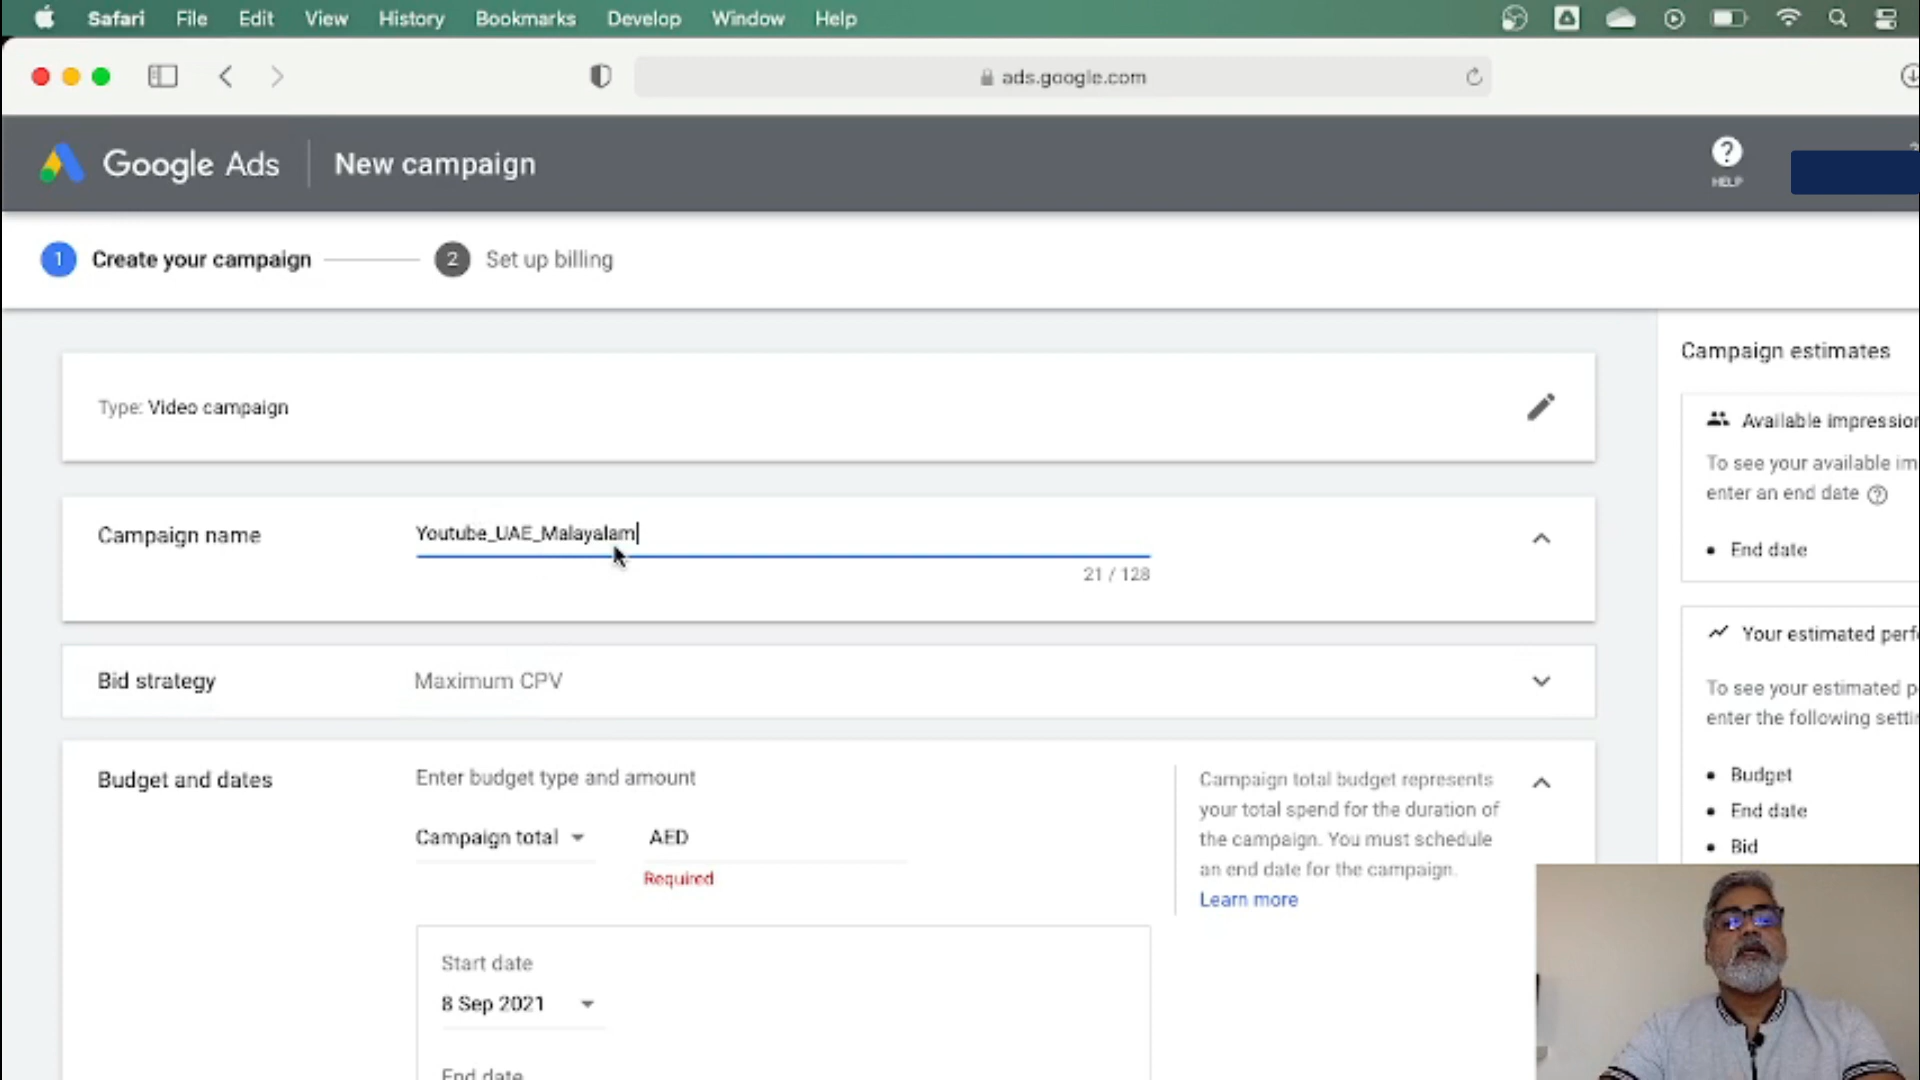 Safari File Edit View History Bookmarks Develop Window Help
ads.google.com
Google Ads New campaign
HELP
1 Create your campaign 2 Set up billing
Type: Video campaign
Campaign name
Youtube_UAE_Malayalam
21 / 128
Bid strategy
Maximum CPV
Budget and dates
Enter budget type and amount
Campaign total
AED
Required
Campaign total budget represents
your total spend for the duration of
the campaign. You must schedule
an end date for the campaign.
Learn more
Start date
8 Sep 2021
End date
Campaign estimates
Available
To see your available
enter an end date
• End date
Your estimated
To see your estimated
enter the following
• Budget
• End date
• Bid